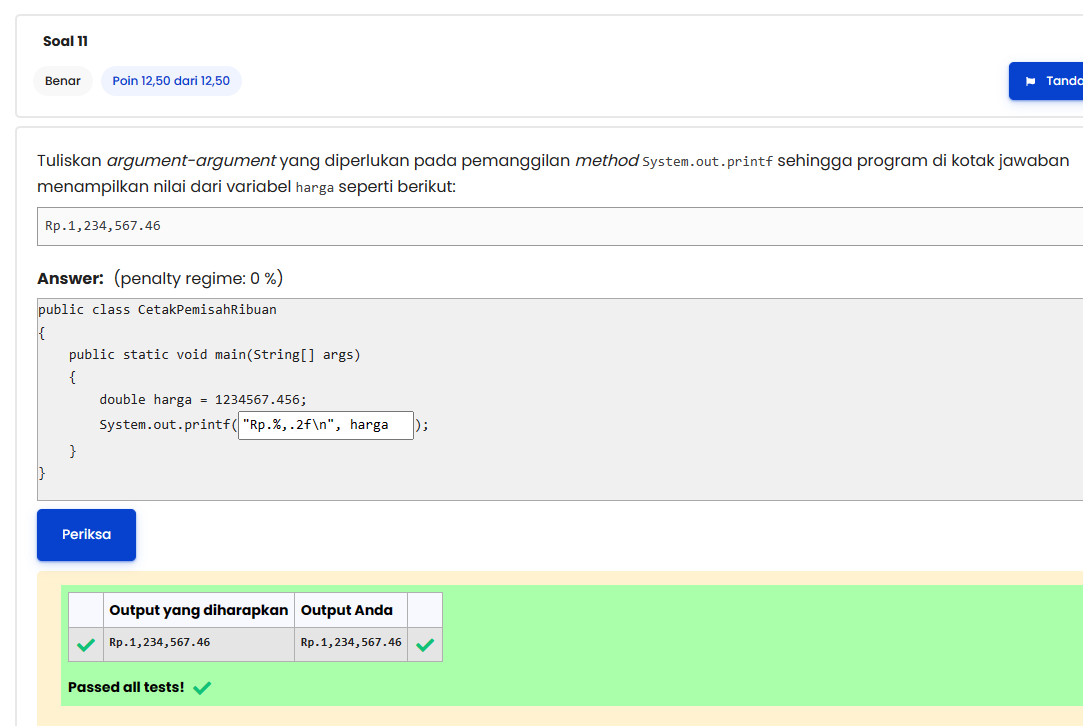 Soal 11
Benar
Poin 12,50 dari 12,50
Tuliskan argument-argument yang diperlukan pada pemanggilan method System.out.printf sehingga program di kotak jawaban
menampilkan nilai dari variabel harga seperti berikut:
Rp.1,234,567.46
Answer: (penalty regime: 0 %)
public class CetakPemisahRibuan
{
    public static void main(String[] args)
    {
        double harga = 1234567.456;
        System.out.printf("Rp.%,.2f\n", harga);
    }
}
Periksa
Output yang diharapkan Output Anda
Rp.1,234,567.46 Rp.1,234,567.46
Passed all tests!